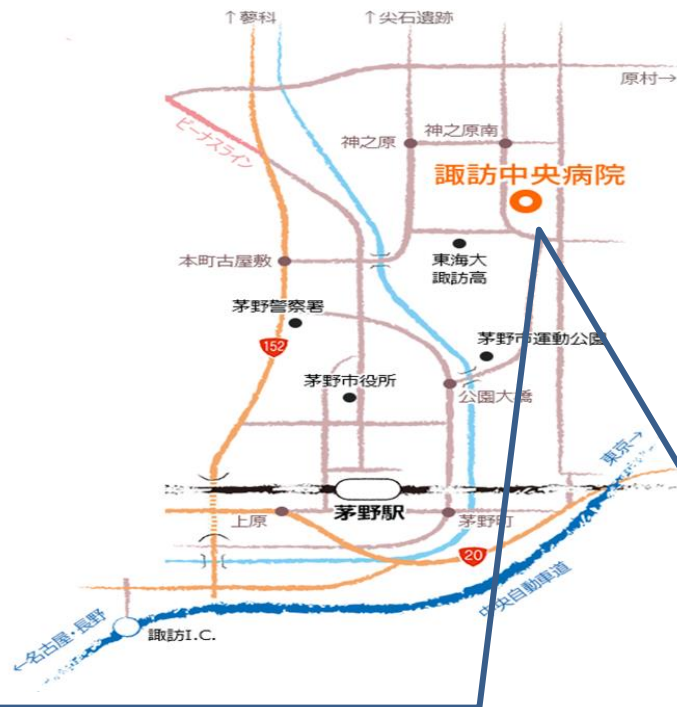 ↑蓼科
↑尖石遺跡
原村→
ビーナスライン
神之原
神之原南
諏訪中央病院
本町古屋敷
東海大
諏訪高
茅野警察署
152
茅野市運動公園
茅野市役所
公園大橋
東京→
上原
茅野駅
茅野町
20
中央自動車道
←名古屋・長野
諏訪I.C.